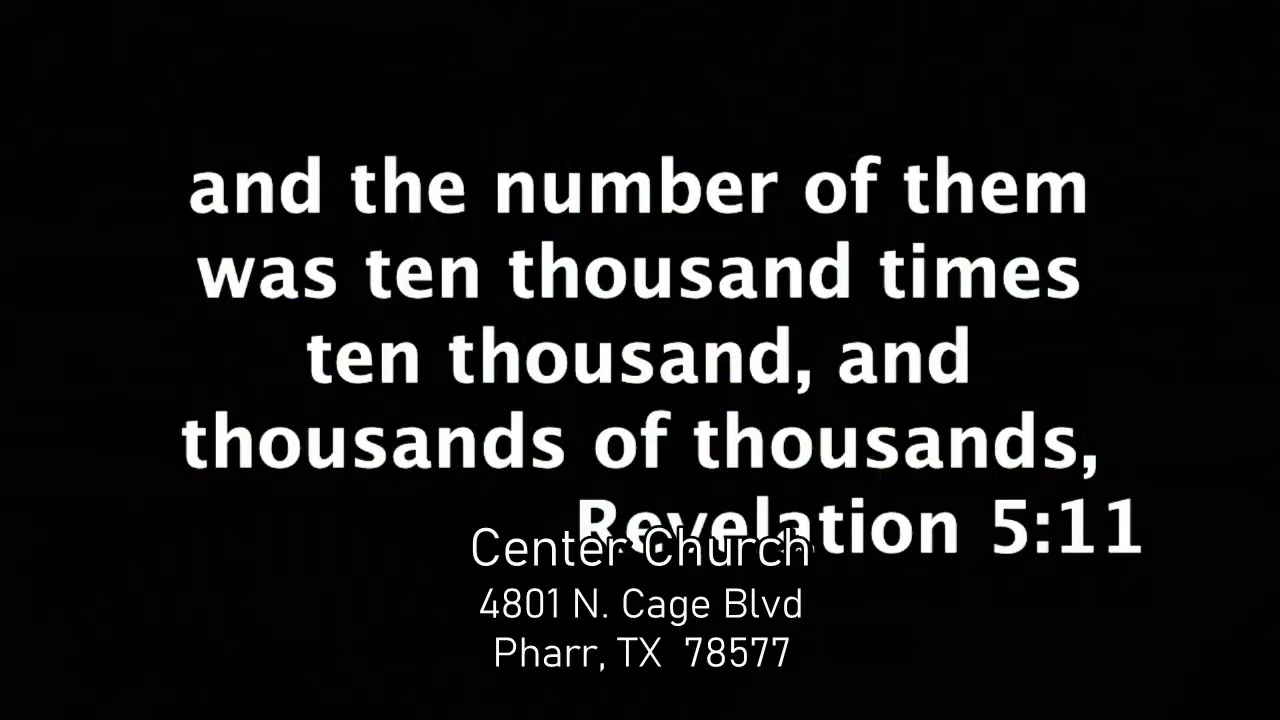 and the number of them
was ten thousand times
ten thousand, and
thousands of thousands,
Revelation 5:11
Center Church
4801 N. Cage Blvd
Pharr, TX 78577